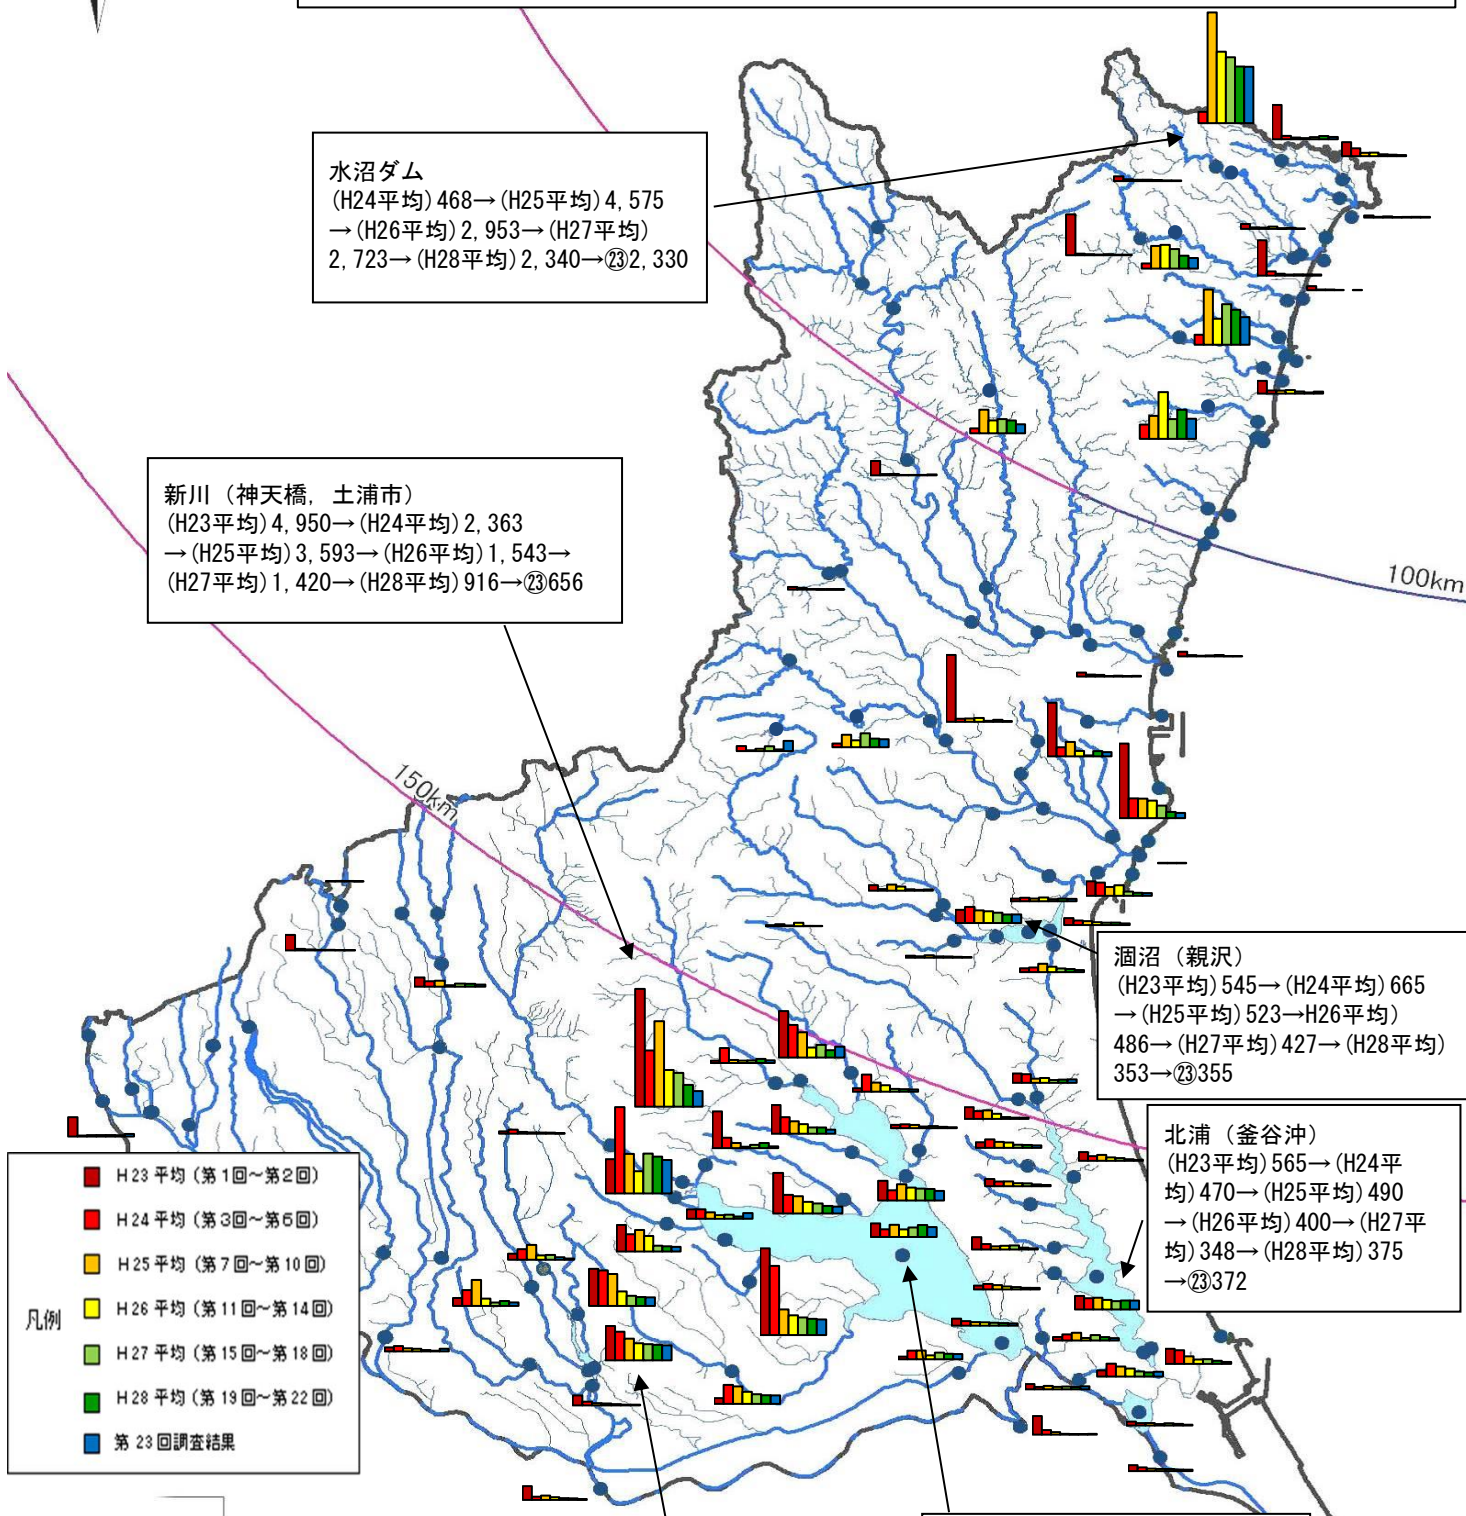 水沼ダム
(H24平均)468→(H25平均)4,575
→(H26平均)2,953→(H27平均)
2,723→(H28平均)2,340→㉓2,330
新川（神天橋，土浦市）
(H23平均)4,950→(H24平均)2,363
→(H25平均)3,593→(H26平均)1,543→
(H27平均)1,420→(H28平均)916→㉓656
100km
150km
涸沼（親沢）
(H23平均)545→(H24平均)665
→(H25平均)523→H26平均)
486→(H27平均)427→(H28平均)
353→㉓355
北浦（釜谷沖）
(H23平均)565→(H24平
均)470→(H25平均)490
→(H26平均)400→(H27平
均)348→(H28平均)375
→㉓372
凡例
H23平均(第1回～第2回)
H24平均(第3回～第6回)
H25平均(第7回～第10回)
H26平均(第11回～第14回)
H27平均(第15回～第18回)
H28平均(第19回～第22回)
第23回調査結果